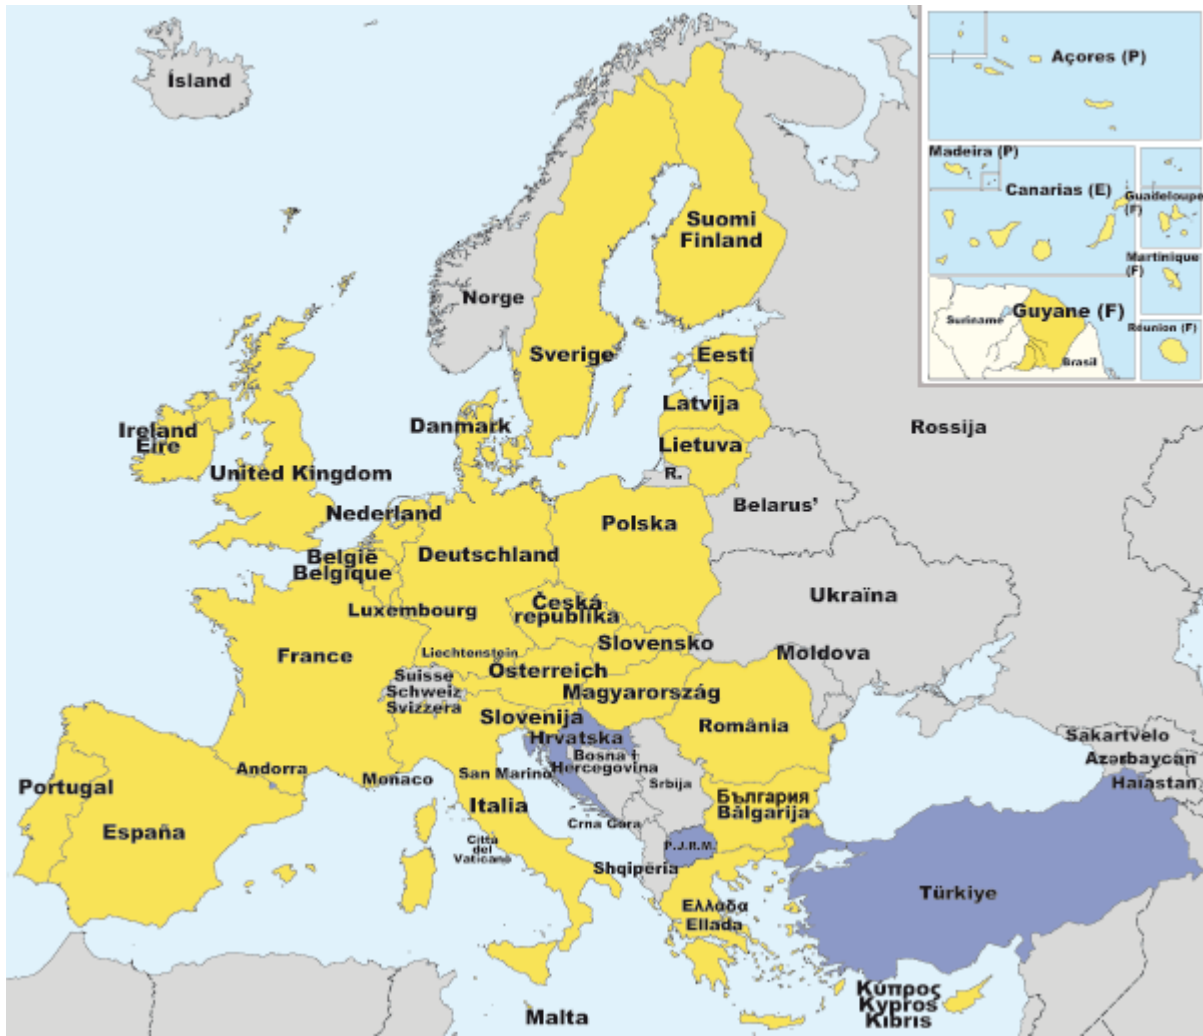 Ísland
Açores (P)
Madeira (P)
Canarias (E)
Guadeloupe
(F)
Martinique
(F)
Suriname
Guyane (F)
Brasil
Réunion (F)
Suomi
Finland
Norge
Sverige
Eesti
Latvija
Lietuva
R.
Danmark
Ireland
Eire
United Kingdom
Rossija
Belarus’
Nederland
Polska
België
Belgique
Deutschland
Luxembourg
Česká
republika
Ukraïna
Slovensko
France
Liechtenstein
Österreich
Moldova
Suisse
Schweiz
Svizzera
Magyarország
Slovenija
România
Hrvatska
Bosna i
Hercegovina
Srbija
Sakartvelo
Azərbaycan
Haiastan
Portugal
España
Andorra
Monaco
San Marino
Italia
България
Bălgarija
Crna Gora
Città
del
Vaticano
P.J.R.M.
Shqipëria
Türkiye
Ελλάδα
Ellada
Malta
Κύπρος
Kypros
Kıbrıs